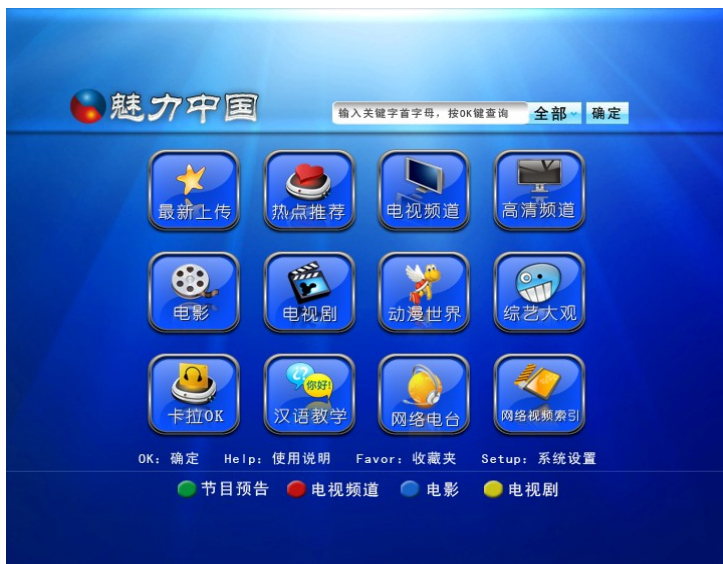 魅力中国
输入关键字首字母，按OK键查询 全部 确定
最新上传 热点推荐 电视频道 高清频道
电影 电视剧 动漫世界 综艺大观
你好!
卡拉OK 汉语教学 网络电台 网络视频索引
OK: 确定 Help: 使用说明 Favor: 收藏夹 Setup: 系统设置
节目预告 电视频道 电影 电视剧